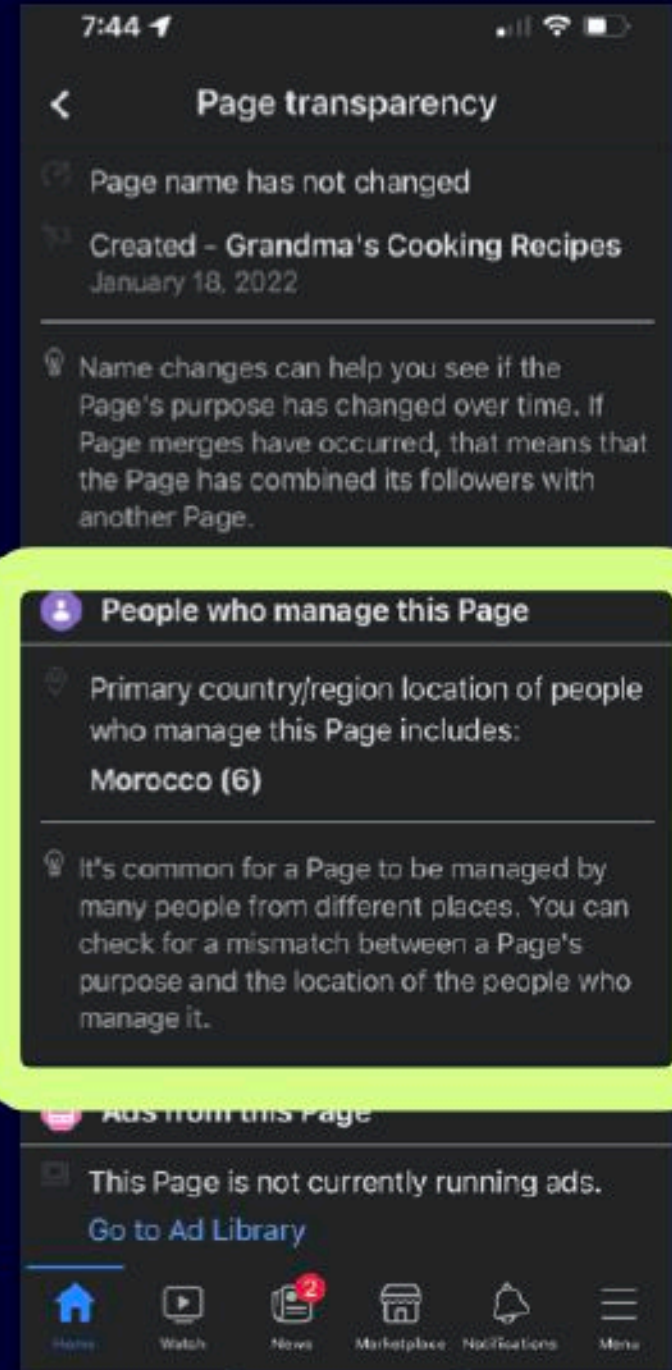 7:44
Page transparency
Page name has not changed
Created - Grandma's Cooking Recipes
January 18, 2022
Name changes can help you see if the
Page's purpose has changed over time. If
Page merges have occurred, that means that
the Page has combined its followers with
another Page.
People who manage this Page
Primary country/region location of people
who manage this Page includes:
Morocco (6)
It's common for a Page to be managed by
many people from different places. You can
check for a mismatch between a Page's
purpose and the location of the people who
manage it.
Ads from this Page
This Page is not currently running ads.
Go to Ad Library
2
Home Watch News Marketplace Notifications Menu